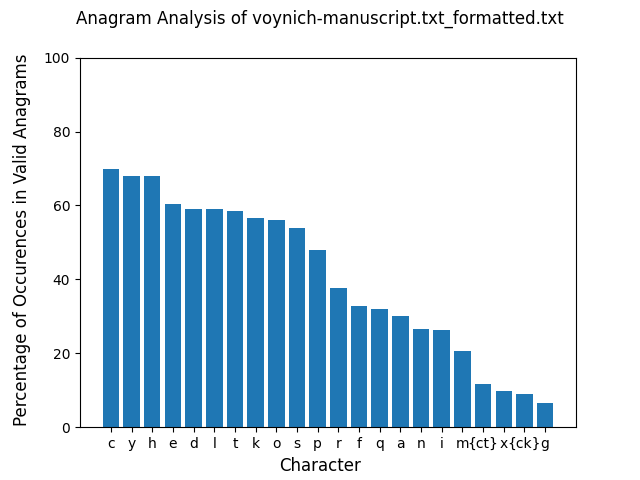 Anagram Analysis of voynich-manuscript.txt_formatted.txt
Percentage of Occurences in Valid Anagrams
100
80
60
40
20
0
c y h e d l t k o s p r f q a n i m {ct} x {ck} g
Character